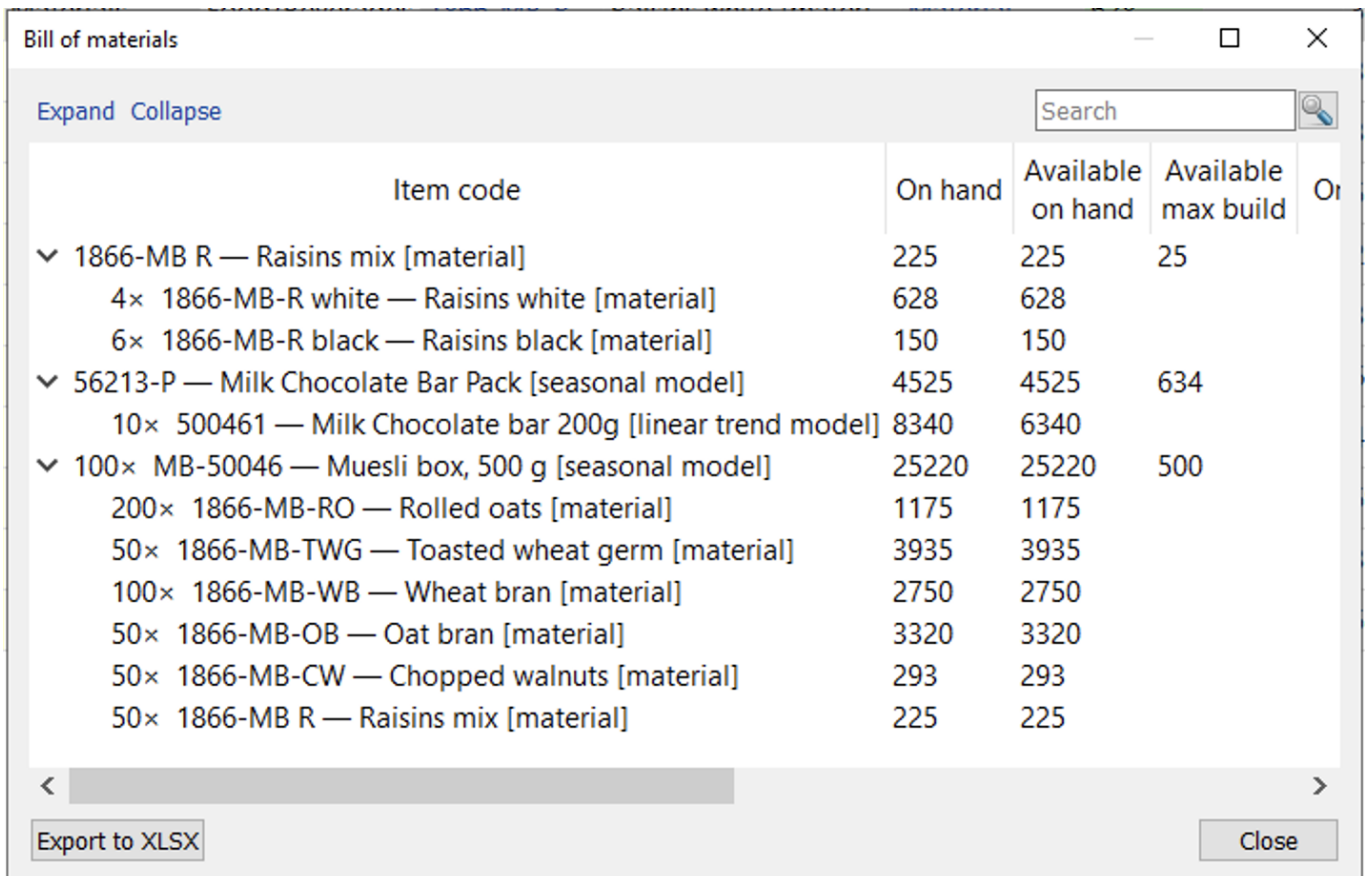 Bill of materials
Expand Collapse Search
Item code On hand Available on hand Available max build Or
1866-MB R — Raisins mix [material] 225 225 25
4× 1866-MB-R white — Raisins white [material] 628 628
6× 1866-MB-R black — Raisins black [material] 150 150
56213-P — Milk Chocolate Bar Pack [seasonal model] 4525 4525 634
10× 500461 — Milk Chocolate bar 200g [linear trend model] 8340 6340
100× MB-50046 — Muesli box, 500 g [seasonal model] 25220 25220 500
200× 1866-MB-RO — Rolled oats [material] 1175 1175
50× 1866-MB-TWG — Toasted wheat germ [material] 3935 3935
100× 1866-MB-WB — Wheat bran [material] 2750 2750
50× 1866-MB-OB — Oat bran [material] 3320 3320
50× 1866-MB-CW — Chopped walnuts [material] 293 293
50× 1866-MB R — Raisins mix [material] 225 225
Export to XLSX Close